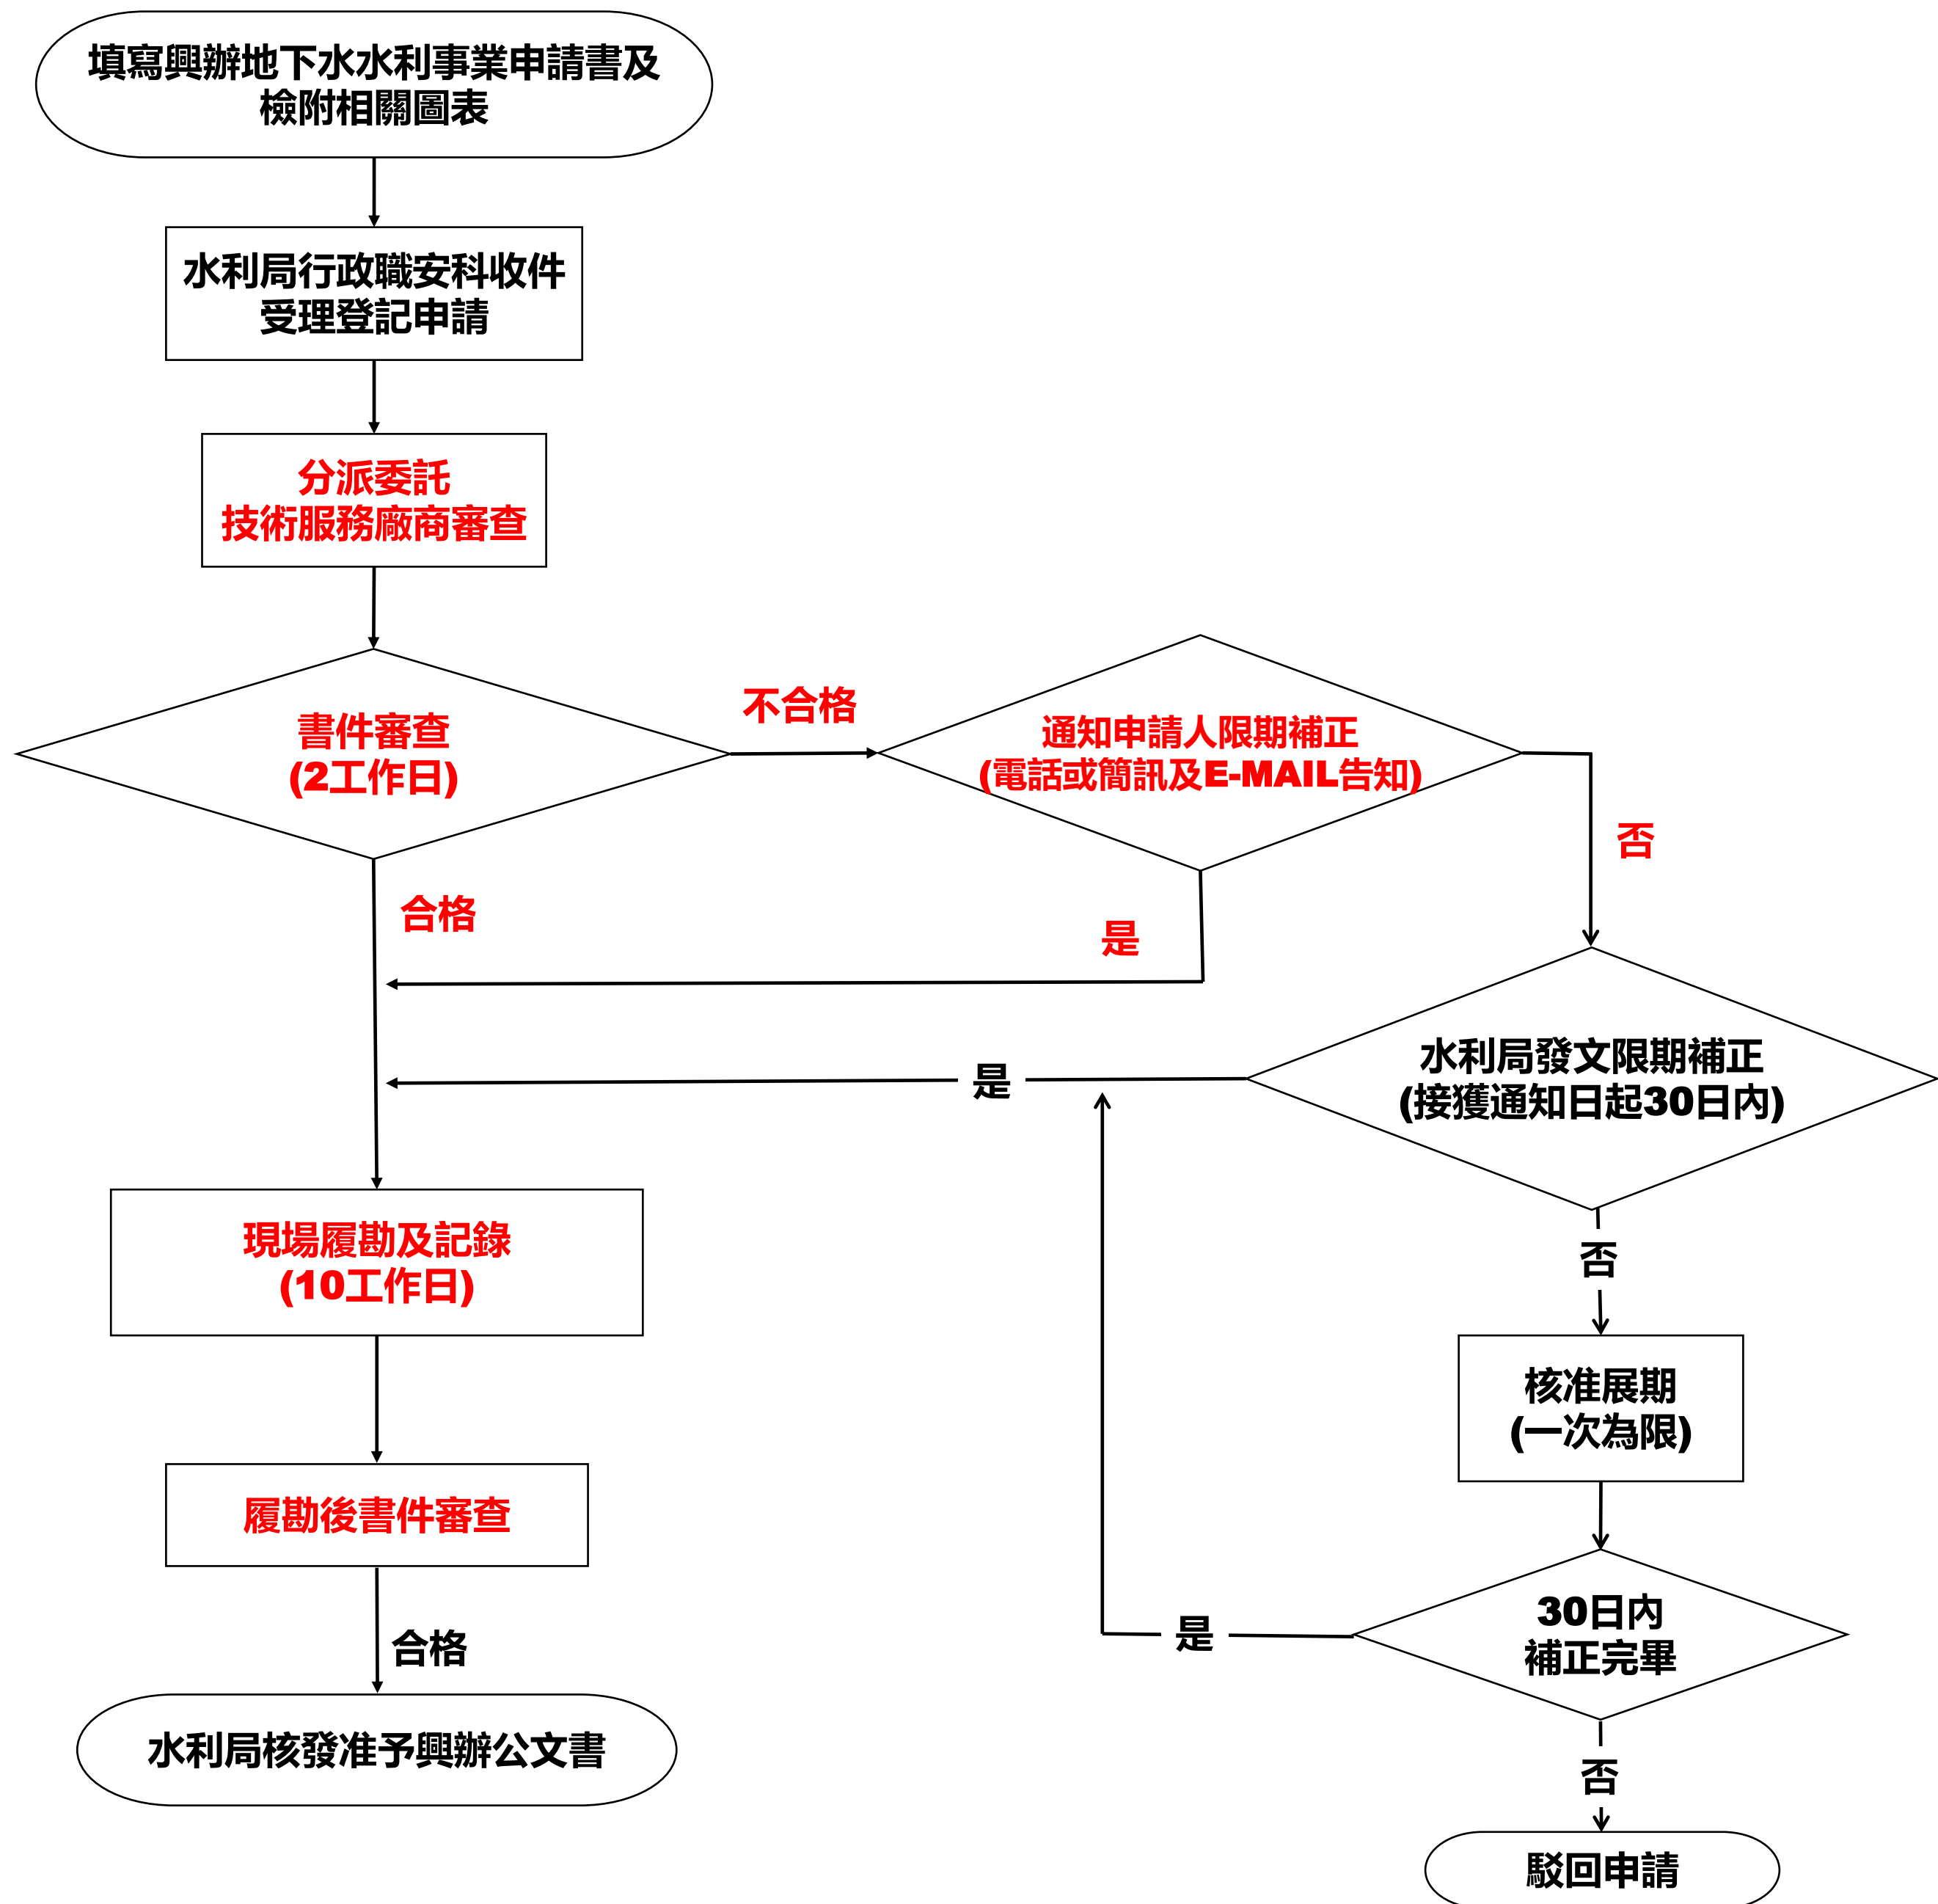 填寫興辦地下水水利事業申請書及
檢附相關圖表
水利局行政職安科收件
受理登記申請
分派委託
技術服務廠商審查
書件審查
(2工作日)
不合格
通知申請人限期補正
(電話或簡訊及E-MAIL告知)
否
合格
是
水利局發文限期補正
(接獲通知日起30日內)
是
現場履勘及記錄
(10工作日)
否
核准展期
(一次為限)
履勘後書件審查
30日內
補正完畢
是
合格
水利局核發准予興辦公文書
否
駁回申請